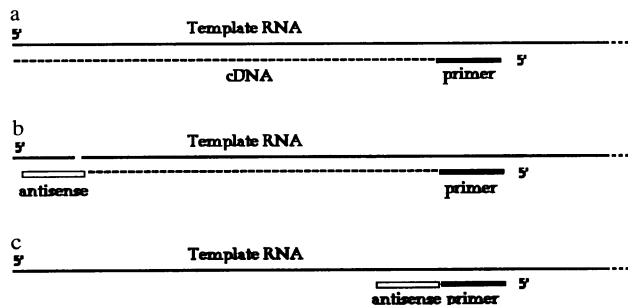 a
5' Template RNA
cDNA primer 5'
b
5' Template RNA
antisense primer 5'
c
5' Template RNA
antisense primer 5'